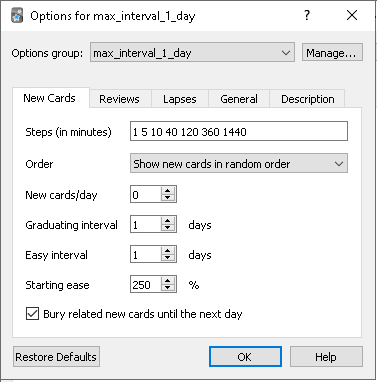 Options for max_interval_1_day
Options group: max_interval_1_day Manage...
New Cards Reviews Lapses General Description
Steps (in minutes) 1 5 10 40 120 360 1440
Order Show new cards in random order
New cards/day 0
Graduating interval 1 days
Easy interval 1 days
Starting ease 250 %
Bury related new cards until the next day
Restore Defaults OK Help